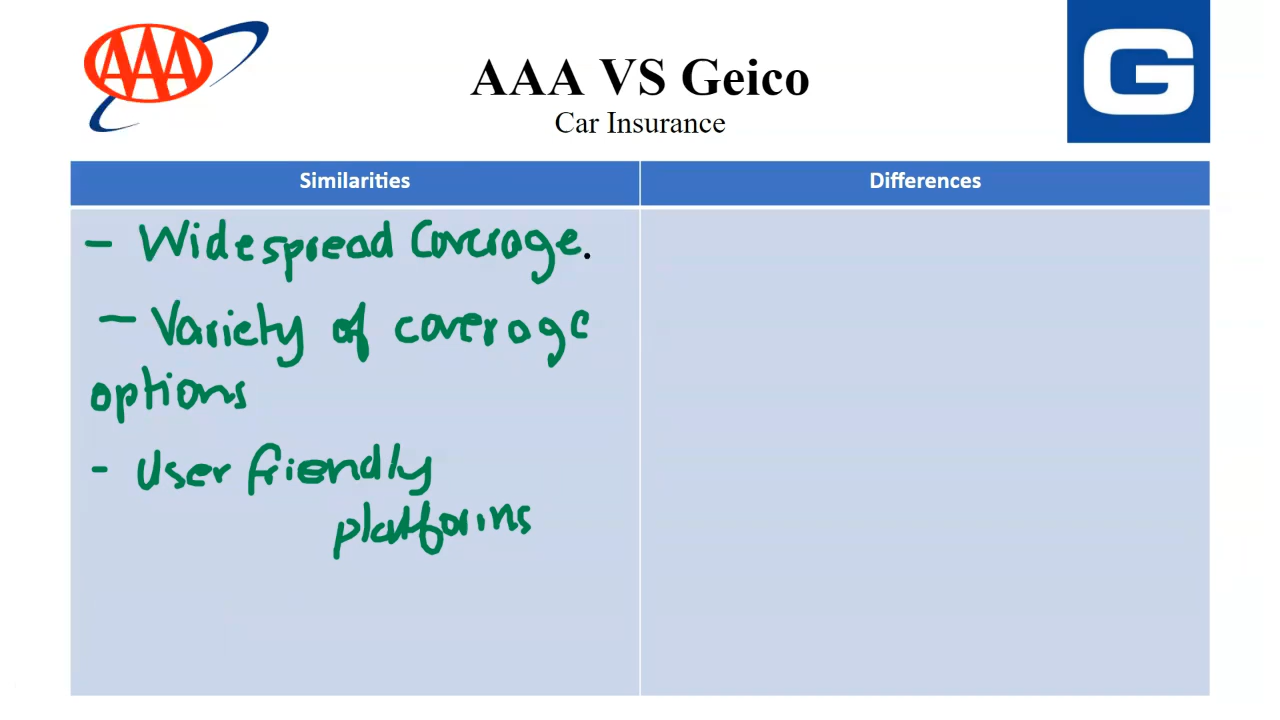 AAA
G
AAA VS Geico
Car Insurance
Similarities
Differences
- Widespread Coverage.
- Variety of coverage
options
- User friendly
platforms